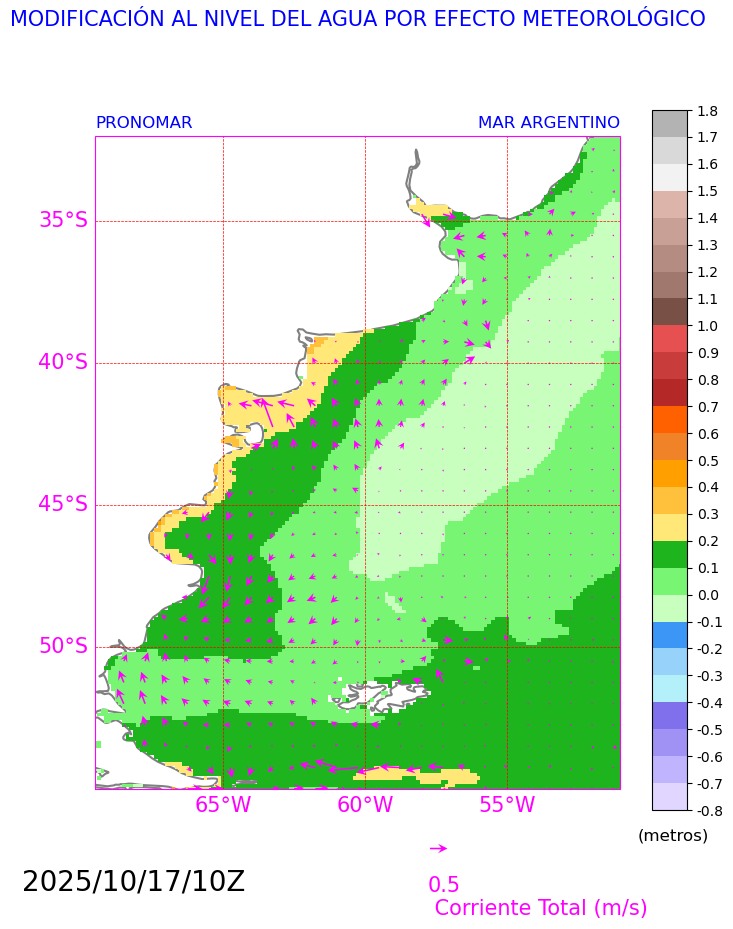 MODIFICACIÓN AL NIVEL DEL AGUA POR EFECTO METEOROLÓGICO
PRONOMAR MAR ARGENTINO
35°S
40°S
45°S
50°S
65°W 60°W 55°W
1.8
1.7
1.6
1.5
1.4
1.3
1.2
1.1
1.0
0.9
0.8
0.7
0.6
0.5
0.4
0.3
0.2
0.1
0.0
-0.1
-0.2
-0.3
-0.4
-0.5
-0.6
-0.7
-0.8
(metros)
2025/10/17/10Z
0.5
Corriente Total (m/s)